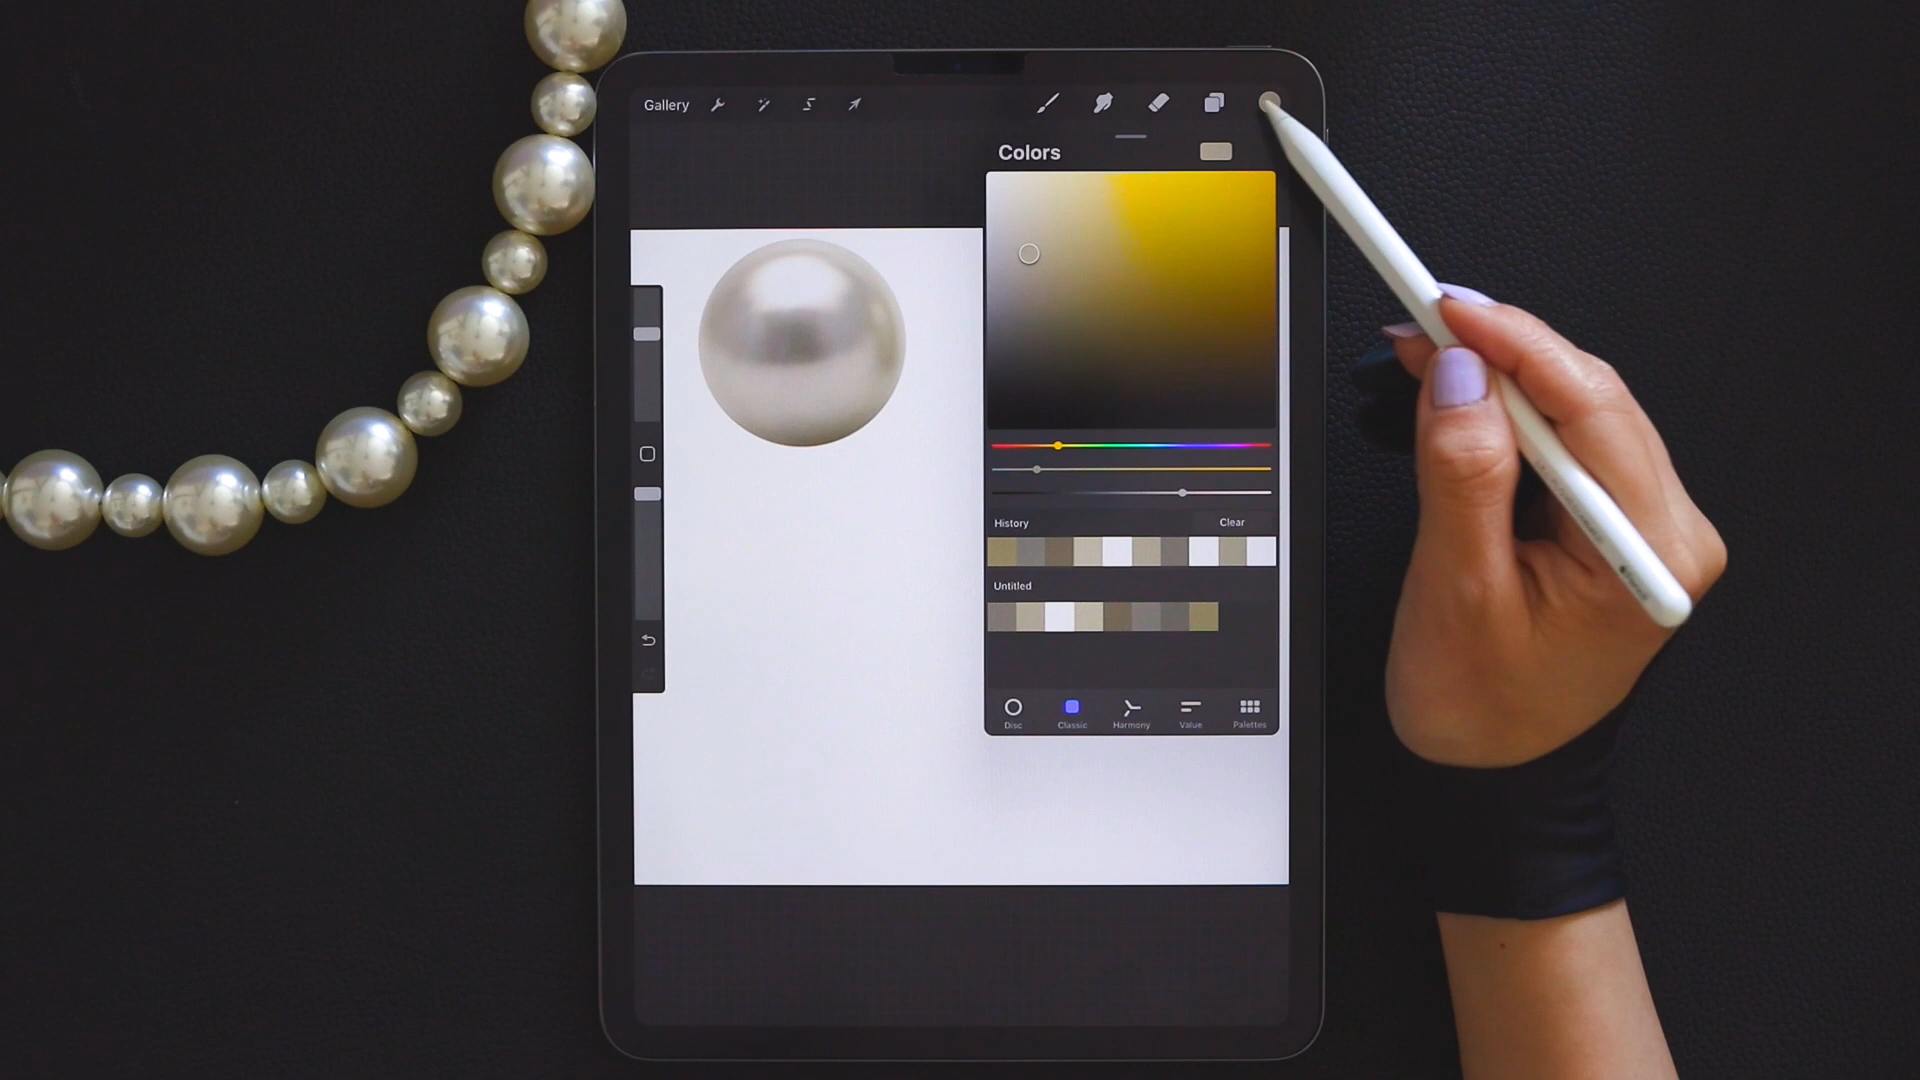 Gallery
Colors
History Clear
Untitled
Disc Classic Harmony Value Palettes